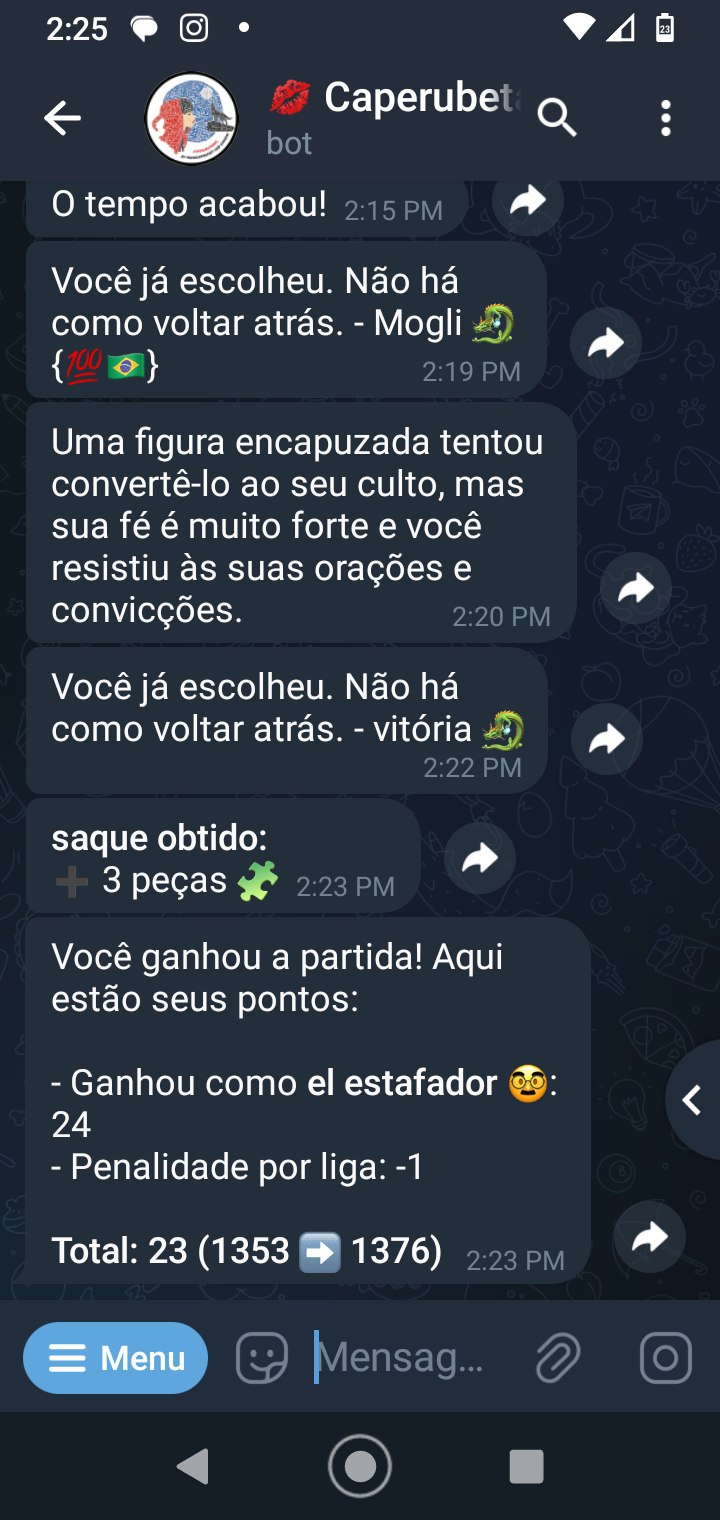 2:25
23
💋 Caperubet
bot
O tempo acabou! 2:15 PM
Você já escolheu. Não há
como voltar atrás. - Mogli 🐉
{💯🇧🇷} 2:19 PM
Uma figura encapuzada tentou
convertê-lo ao seu culto, mas
sua fé é muito forte e você
resistiu às suas orações e
convicções. 2:20 PM
Você já escolheu. Não há
como voltar atrás. - vitória 🐉
2:22 PM
saque obtido:
➕ 3 peças 🧩 2:23 PM
Você ganhou a partida! Aqui
estão seus pontos:
- Ganhou como el estafador 🥸:
24
- Penalidade por liga: -1
Total: 23 (1353 ➡️ 1376) 2:23 PM
Menu
Mensag...